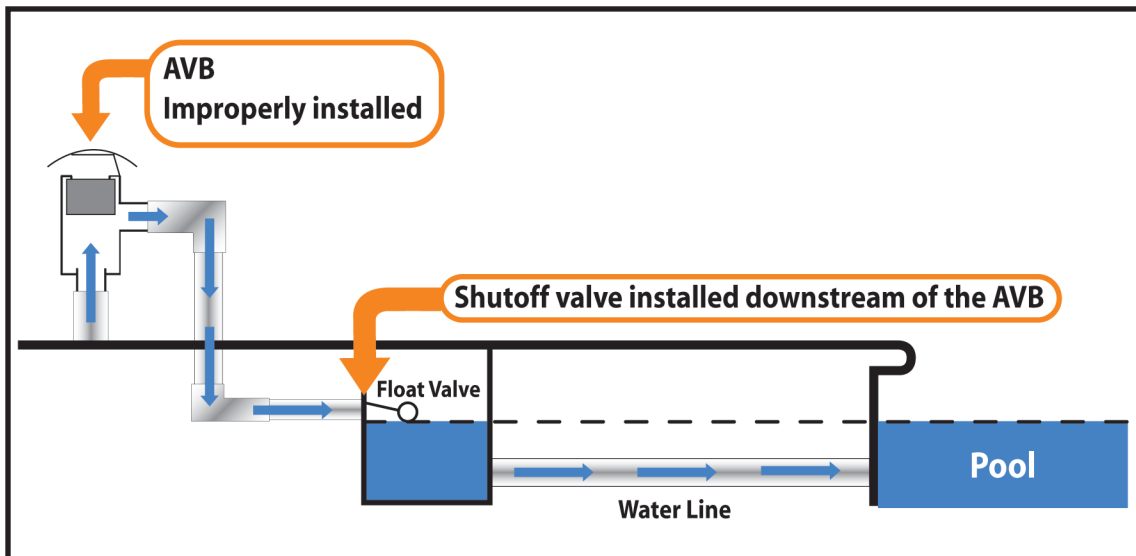 AVB
Improperly installed
Shutoff valve installed downstream of the AVB
Float Valve
Pool
Water Line